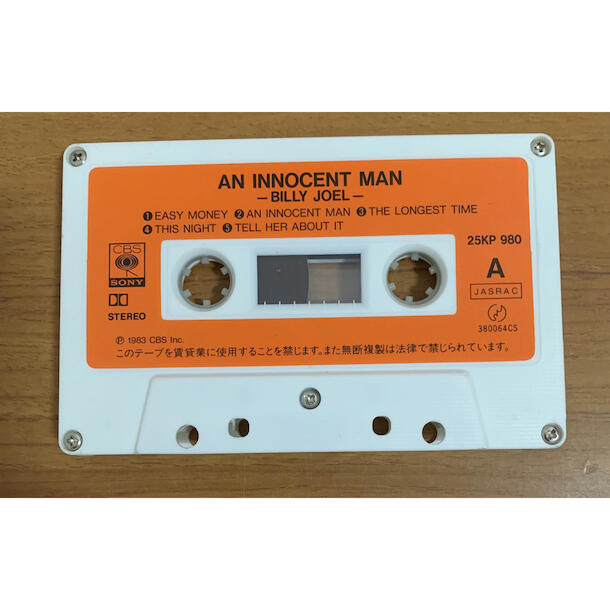 AN INNOCENT MAN
—BILLY JOEL—
❶EASY MONEY ❷AN INNOCENT MAN ❸THE LONGEST TIME
❹THIS NIGHT ❺TELL HER ABOUT IT
CBS
SONY
STEREO
25KP 980
A
JASRAC
380064CS
Ⓟ 1983 CBS Inc.
このテープを賃貸業に使用することを禁じます。また無断複製は法律で禁じられています。